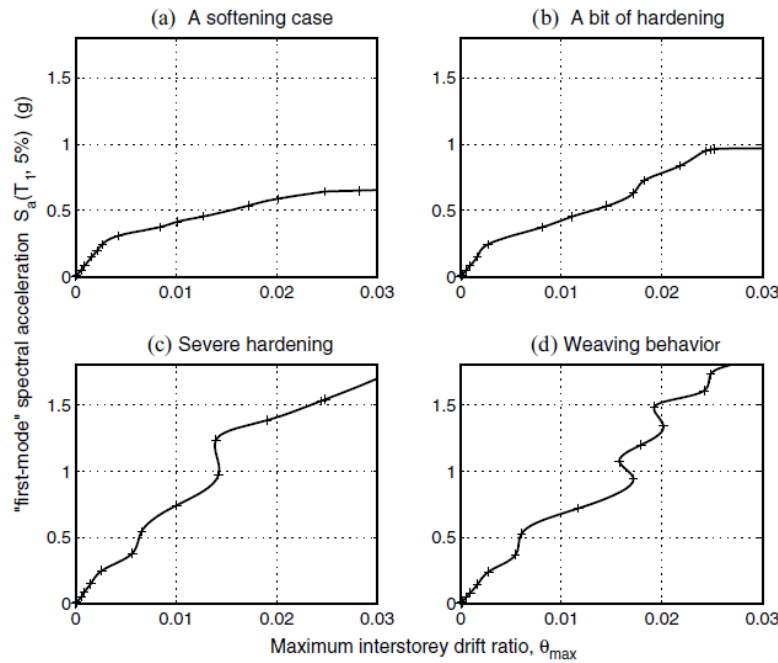 (a) A softening case
(b) A bit of hardening
"first-mode" spectral acceleration Sa(T1, 5%) (g)
1.5
1
0.5
0
0 0.01 0.02 0.03
1.5
1
0.5
0
0 0.01 0.02 0.03
(c) Severe hardening
(d) Weaving behavior
1.5
1
0.5
0
0 0.01 0.02 0.03
1.5
1
0.5
0
0 0.01 0.02 0.03
Maximum interstorey drift ratio, θmax